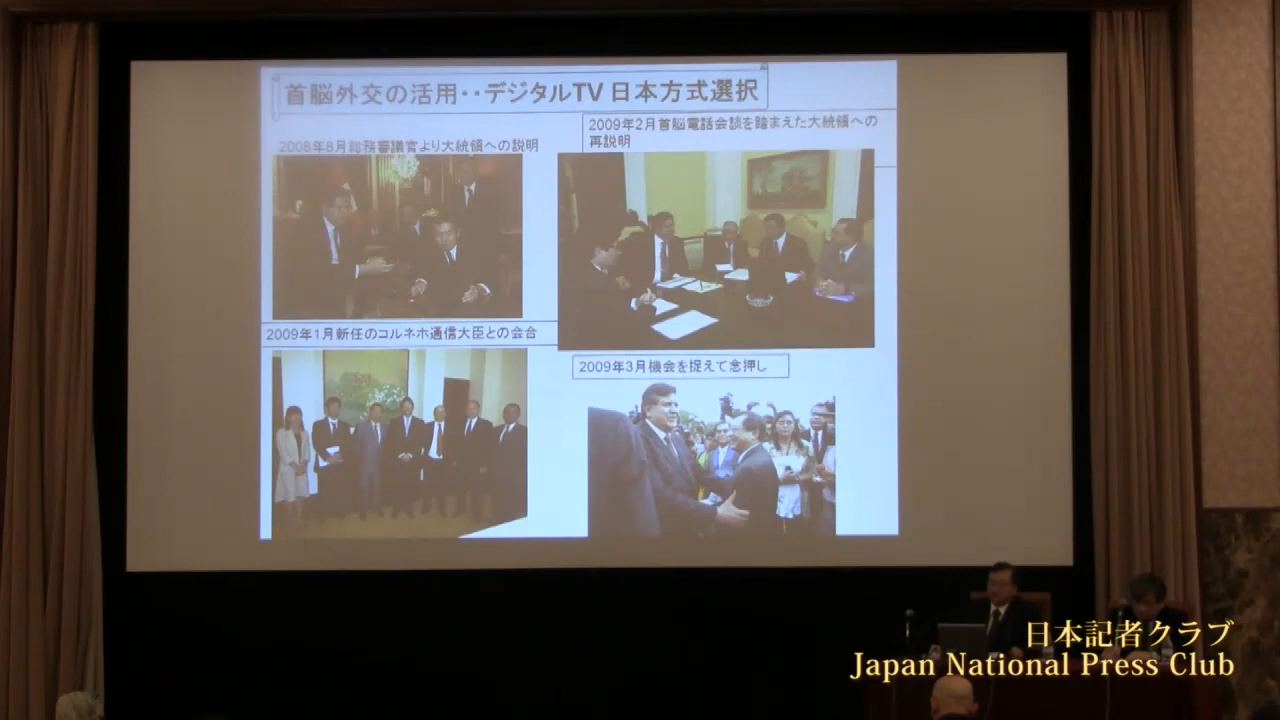 首脳外交の活用‥デジタルTV 日本方式選択
2008年8月総務審議官より大統領への説明
2009年2月首脳電話会談を踏まえた大統領への
再説明
2009年1月新任のコルネホ通信大臣との会合
2009年3月機会を捉えて念押し
日本記者クラブ
Japan National Press Club